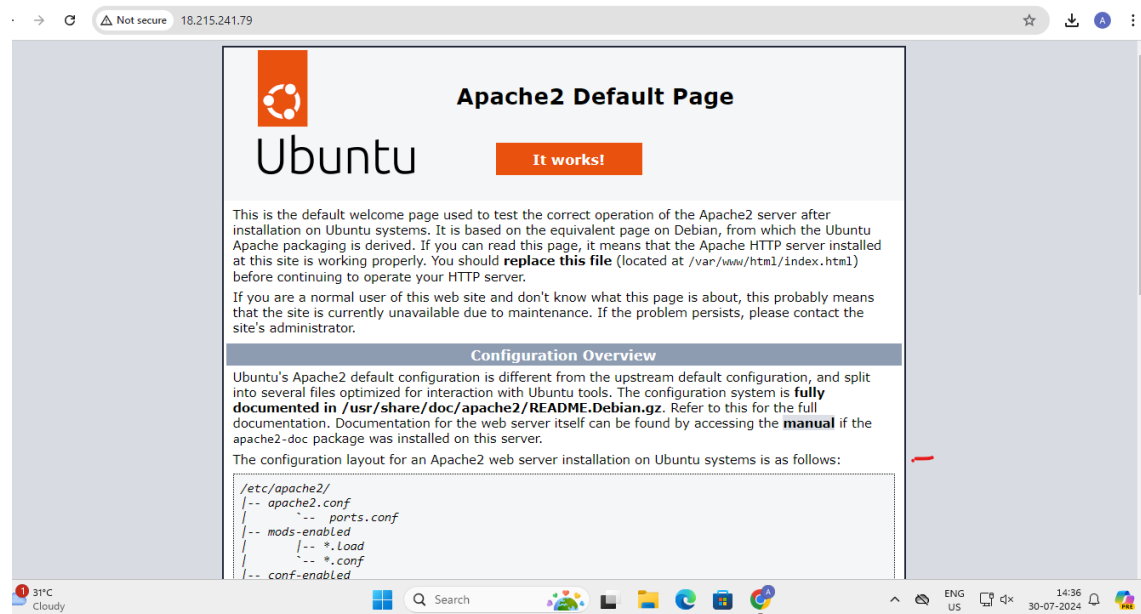 Not secure 18.215.241.79
A
Apache2 Default Page
Ubuntu
It works!
This is the default welcome page used to test the correct operation of the Apache2 server after
installation on Ubuntu systems. It is based on the equivalent page on Debian, from which the Ubuntu
Apache packaging is derived. If you can read this page, it means that the Apache HTTP server installed
at this site is working properly. You should replace this file (located at /var/www/html/index.html)
before continuing to operate your HTTP server.
If you are a normal user of this web site and don't know what this page is about, this probably means
that the site is currently unavailable due to maintenance. If the problem persists, please contact the
site's administrator.
Configuration Overview
Ubuntu's Apache2 default configuration is different from the upstream default configuration, and split
into several files optimized for interaction with Ubuntu tools. The configuration system is fully
documented in /usr/share/doc/apache2/README.Debian.gz. Refer to this for the full
documentation. Documentation for the web server itself can be found by accessing the manual if the
apache2-doc package was installed on this server.
The configuration layout for an Apache2 web server installation on Ubuntu systems is as follows:
/etc/apache2/
|-- apache2.conf
|       `-- ports.conf
|-- mods-enabled
|       |-- *.load
|       `-- *.conf
|-- conf-enabled
1
31°C
Cloudy
Search
A
ENG
US
14:36
30-07-2024
PRE